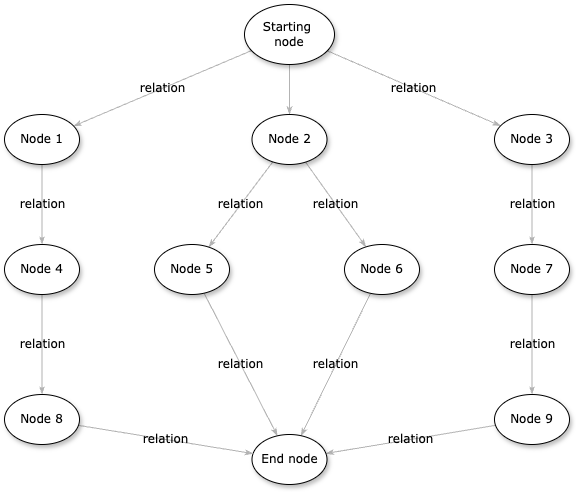 Starting
node
relation
relation
Node 1
Node 2
Node 3
relation
relation
relation
relation
Node 4
Node 5
Node 6
Node 7
relation
relation
relation
relation
Node 8
Node 9
relation
relation
End node